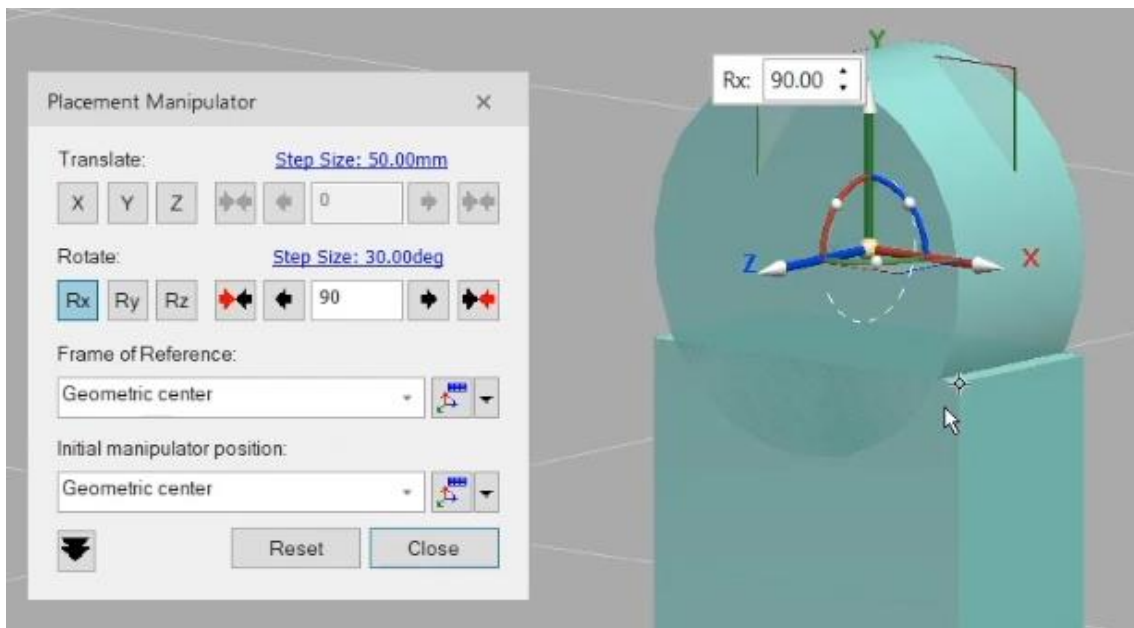 Placement Manipulator
Translate:
Step Size: 50.00mm
X Y Z 0
Rotate:
Step Size: 30.00deg
Rx Ry Rz 90
Frame of Reference:
Geometric center
Initial manipulator position:
Geometric center
Reset Close
Rx: 90.00
Y
Z
X